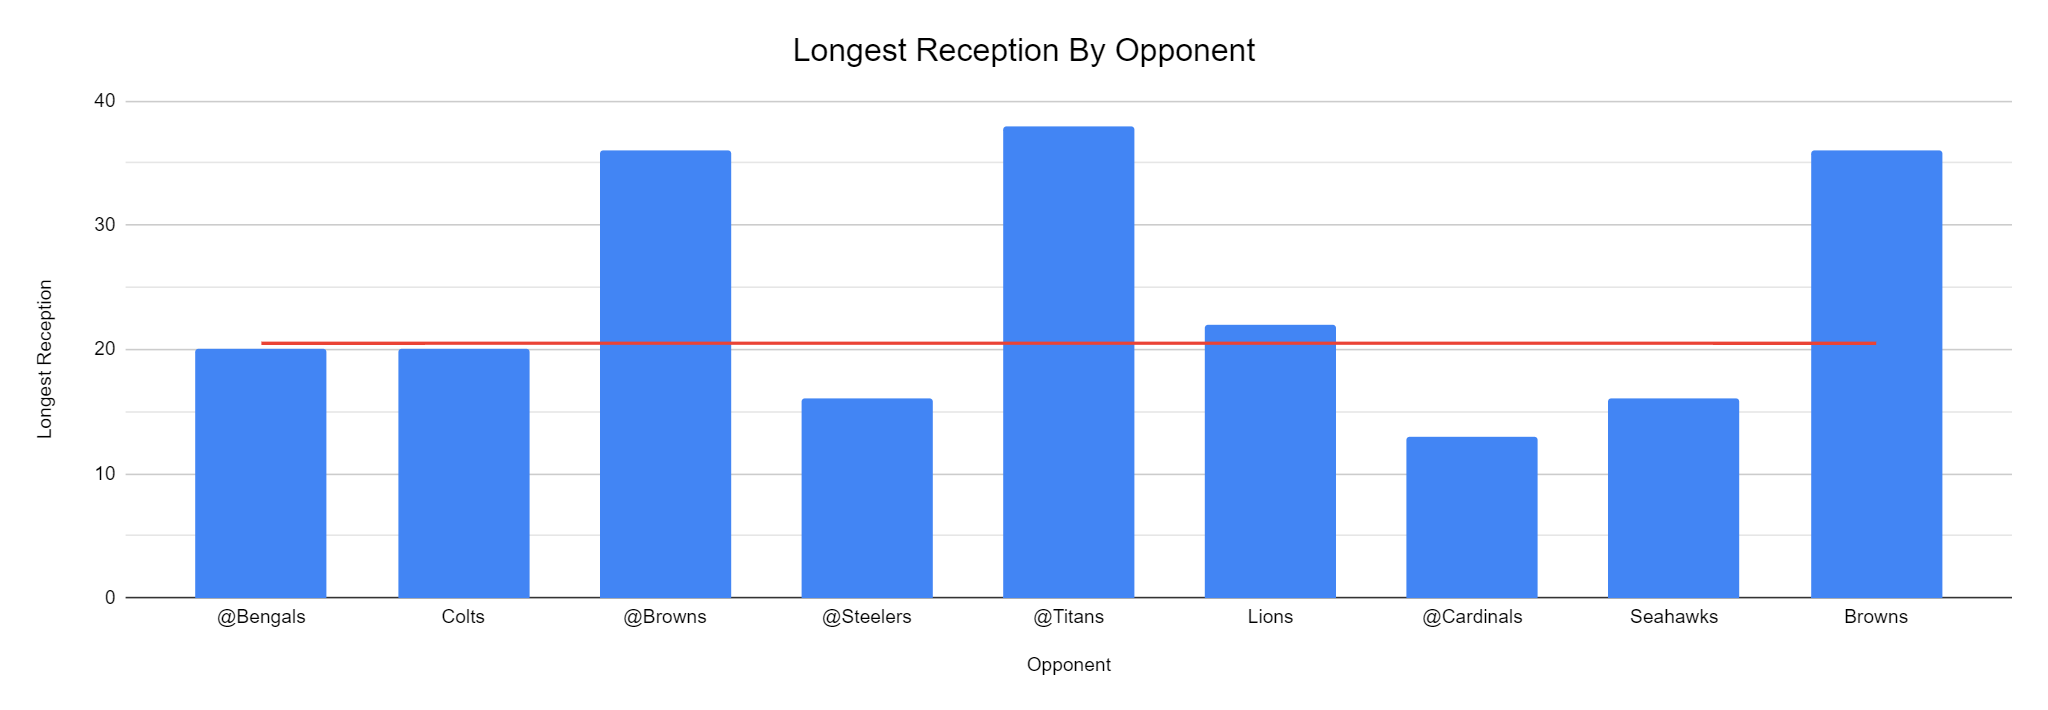 Longest Reception By Opponent
40
30
20
10
0
Longest Reception
@Bengals Colts @Browns @Steelers @Titans Lions @Cardinals Seahawks Browns
Opponent